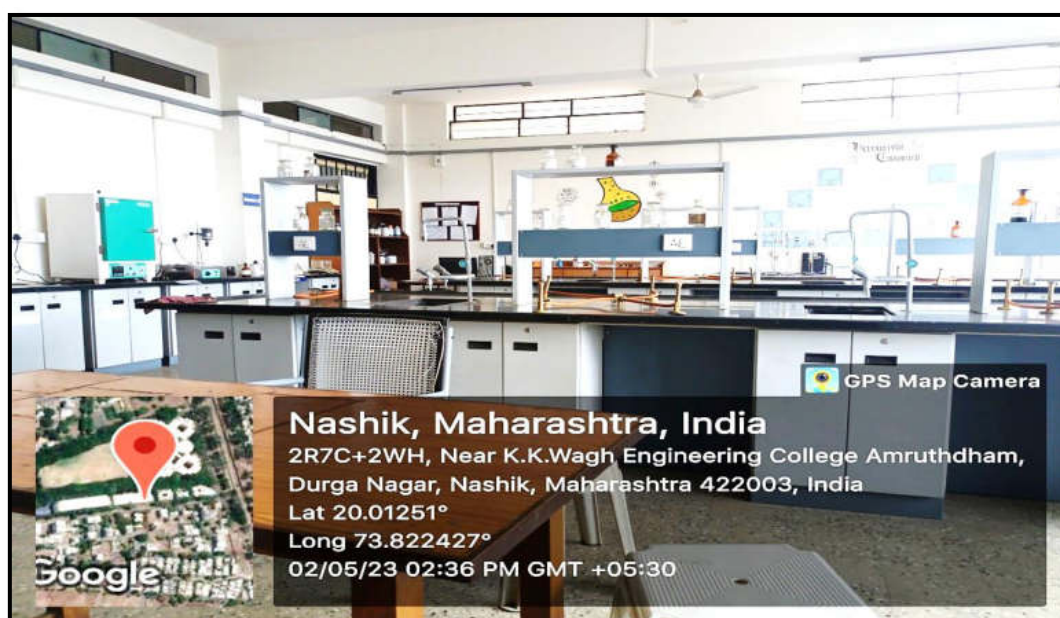 GPS Map Camera
Nashik, Maharashtra, India
2R7C+2WH, Near K.K.Wagh Engineering College Amruthdham,
Durga Nagar, Nashik, Maharashtra 422003, India
Lat 20.01251°
Long 73.822427°
02/05/23 02:36 PM GMT +05:30
Google